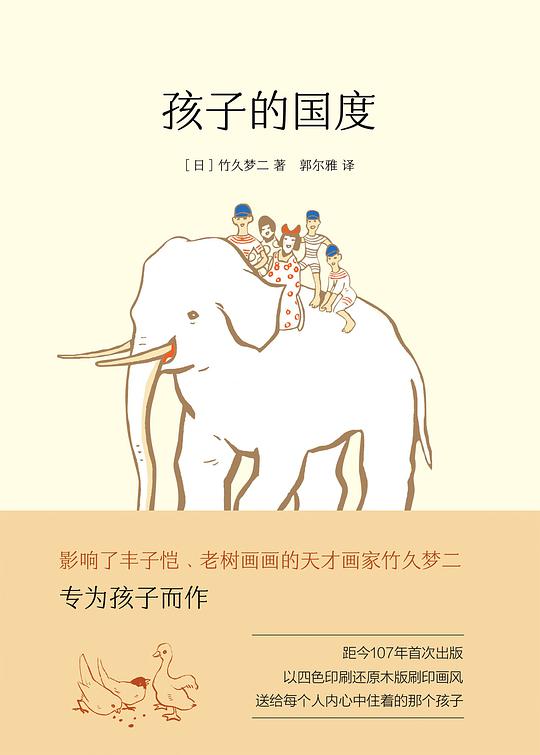 孩子的国度
［日］竹久梦二 著　郭尔雅 译
影响了丰子恺、老树画画的天才画家竹久梦二
专为孩子而作
距今107年首次出版
以四色印刷还原木版刷印画风
送给每个人内心中住着的那个孩子